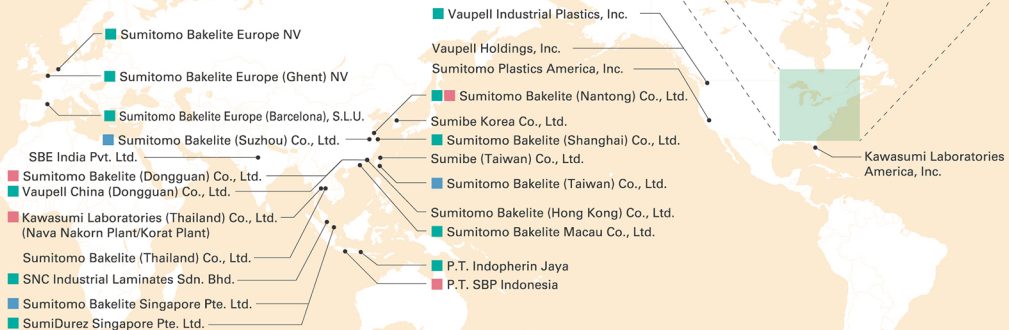 Sumitomo Bakelite Europe NV
Sumitomo Bakelite Europe (Ghent) NV
Sumitomo Bakelite Europe (Barcelona), S.L.U.
Sumitomo Bakelite (Suzhou) Co., Ltd.
SBE India Pvt. Ltd.
Sumitomo Bakelite (Dongguan) Co., Ltd.
Vaupell China (Dongguan) Co., Ltd.
Kawasumi Laboratories (Thailand) Co., Ltd.
(Nava Nakorn Plant/Korat Plant)
Sumitomo Bakelite (Thailand) Co., Ltd.
SNC Industrial Laminates Sdn. Bhd.
Sumitomo Bakelite Singapore Pte. Ltd.
SumiDurez Singapore Pte. Ltd.
Vaupell Industrial Plastics, Inc.
Vaupell Holdings, Inc.
Sumitomo Plastics America, Inc.
Sumitomo Bakelite (Nantong) Co., Ltd.
Sumibe Korea Co., Ltd.
Sumitomo Bakelite (Shanghai) Co., Ltd.
Sumibe (Taiwan) Co., Ltd.
Sumitomo Bakelite (Taiwan) Co., Ltd.
Sumitomo Bakelite (Hong Kong) Co., Ltd.
Sumitomo Bakelite Macau Co., Ltd.
P.T. Indopherin Jaya
P.T. SBP Indonesia
Kawasumi Laboratories
America, Inc.